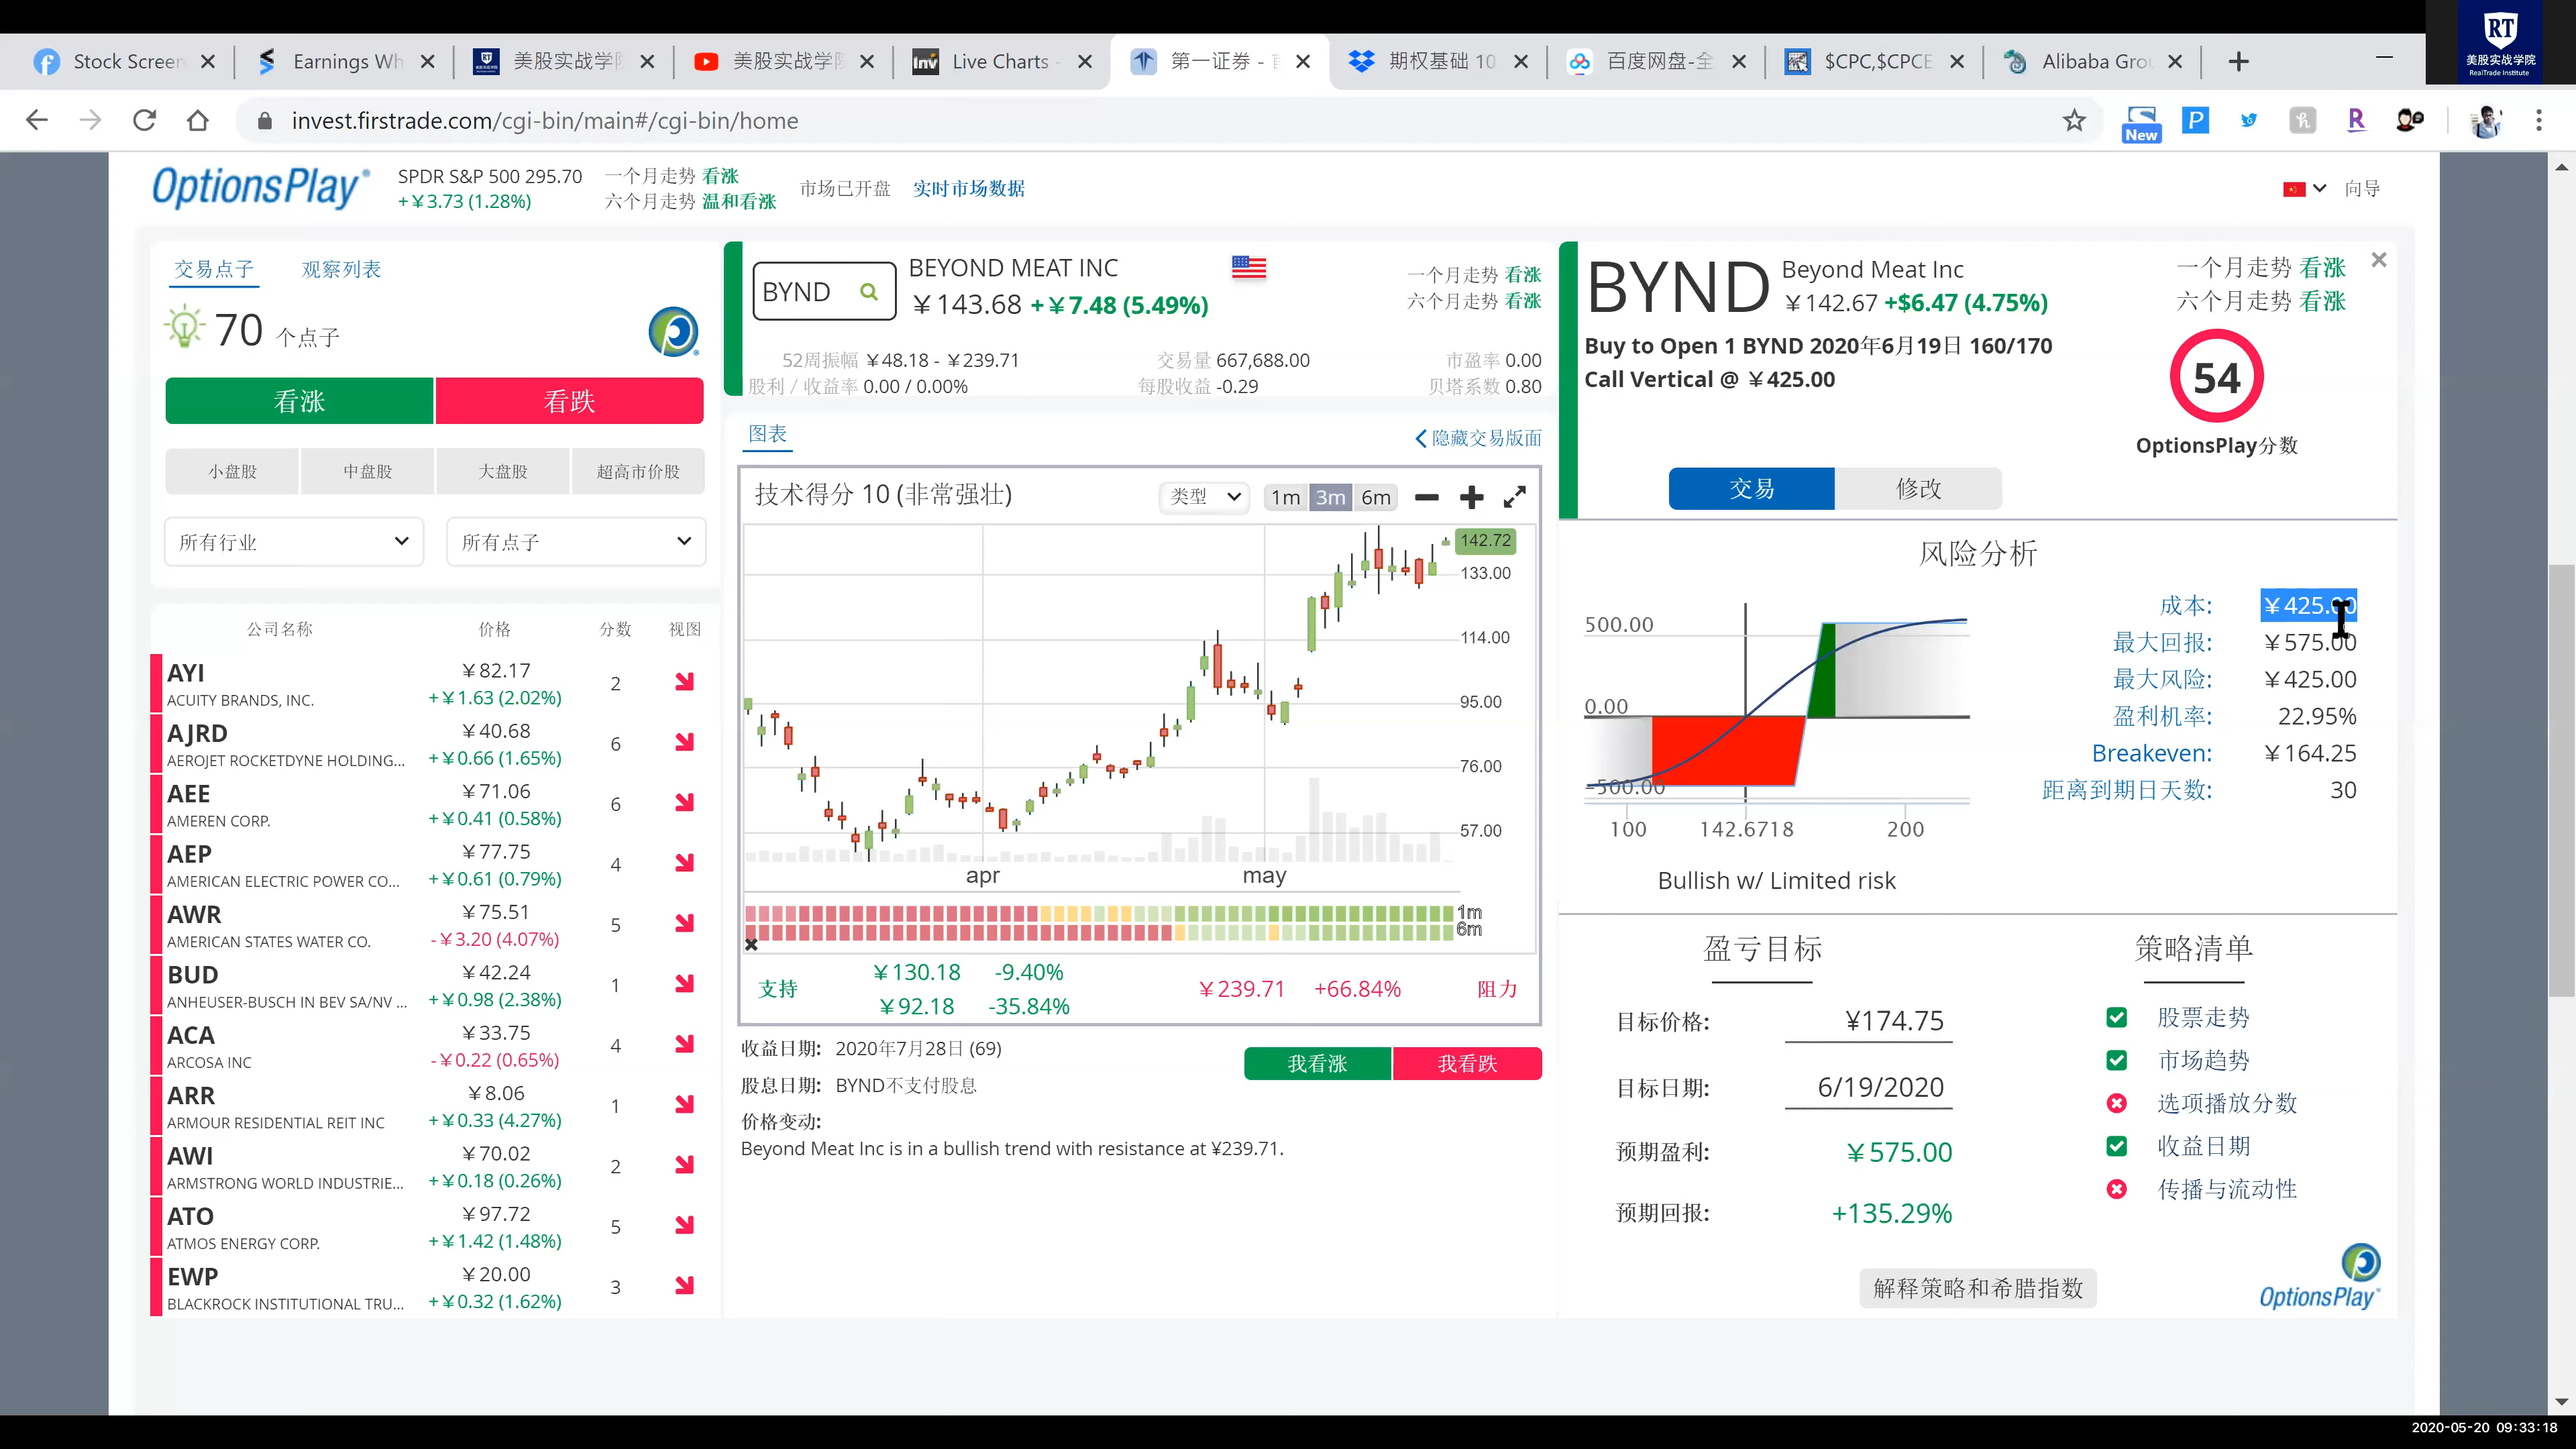 Stock Screen
Earnings Wh
美股实战学院
美股实战学院
Live Charts -
第一证券 -
期权基础 10
百度网盘-全
$CPC,$CPCE
Alibaba Grou
RT
美股实战学院
RealTrade Institute
invest.firstrade.com/cgi-bin/main#/cgi-bin/home
New
OptionsPlay
SPDR S&P 500 295.70
+￥3.73 (1.28%)
一个月走势 看涨
六个月走势 温和看涨
市场已开盘
实时市场数据
向导
交易点子
观察列表
70 个点子
看涨
看跌
小盘股
中盘股
大盘股
超高市价股
所有行业
所有点子
公司名称 价格 分数 视图
AYI ￥82.17
ACUITY BRANDS, INC. +￥1.63 (2.02%) 2
AJRD ￥40.68
AEROJET ROCKETDYNE HOLDING... +￥0.66 (1.65%) 6
AEE ￥71.06
AMEREN CORP. +￥0.41 (0.58%) 6
AEP ￥77.75
AMERICAN ELECTRIC POWER CO... +￥0.61 (0.79%) 4
AWR ￥75.51
AMERICAN STATES WATER CO. -￥3.20 (4.07%) 5
BUD ￥42.24
ANHEUSER-BUSCH IN BEV SA/NV ... +￥0.98 (2.38%) 1
ACA ￥33.75
ARCOSA INC -￥0.22 (0.65%) 4
ARR ￥8.06
ARMOUR RESIDENTIAL REIT INC +￥0.33 (4.27%) 1
AWI ￥70.02
ARMSTRONG WORLD INDUSTRIE... +￥0.18 (0.26%) 2
ATO ￥97.72
ATMOS ENERGY CORP. +￥1.42 (1.48%) 5
EWP ￥20.00
BLACKROCK INSTITUTIONAL TRU... +￥0.32 (1.62%) 3
BYND
BEYOND MEAT INC
￥143.68 +￥7.48 (5.49%)
一个月走势 看涨
六个月走势 看涨
52周振幅 ￥48.18 - ￥239.71
交易量 667,688.00
市盈率 0.00
股利 / 收益率 0.00 / 0.00%
每股收益 -0.29
贝塔系数 0.80
图表
隐藏交易版面
技术得分 10 (非常强壮)
类型
1m 3m 6m
142.72
133.00
114.00
95.00
76.00
57.00
apr may
1m
6m
支持
￥130.18 -9.40%
￥92.18 -35.84%
￥239.71 +66.84% 阻力
收益日期: 2020年7月28日 (69)
股息日期: BYND不支付股息
我看涨
我看跌
价格变动:
Beyond Meat Inc is in a bullish trend with resistance at ¥239.71.
BYND
Beyond Meat Inc
￥142.67 +$6.47 (4.75%)
一个月走势 看涨
六个月走势 看涨
Buy to Open 1 BYND 2020年6月19日 160/170
Call Vertical @ ￥425.00
54
OptionsPlay分数
交易
修改
风险分析
500.00
0.00
-500.00
100 142.6718 200
Bullish w/ Limited risk
成本: ￥425.00
最大回报: ￥575.00
最大风险: ￥425.00
盈利机率: 22.95%
Breakeven: ￥164.25
距离到期日天数: 30
盈亏目标
目标价格: ¥174.75
目标日期: 6/19/2020
预期盈利: ￥575.00
预期回报: +135.29%
策略清单
股票走势
市场趋势
选项播放分数
收益日期
传播与流动性
解释策略和希腊指数
OptionsPlay
2020-05-20 09:33:18